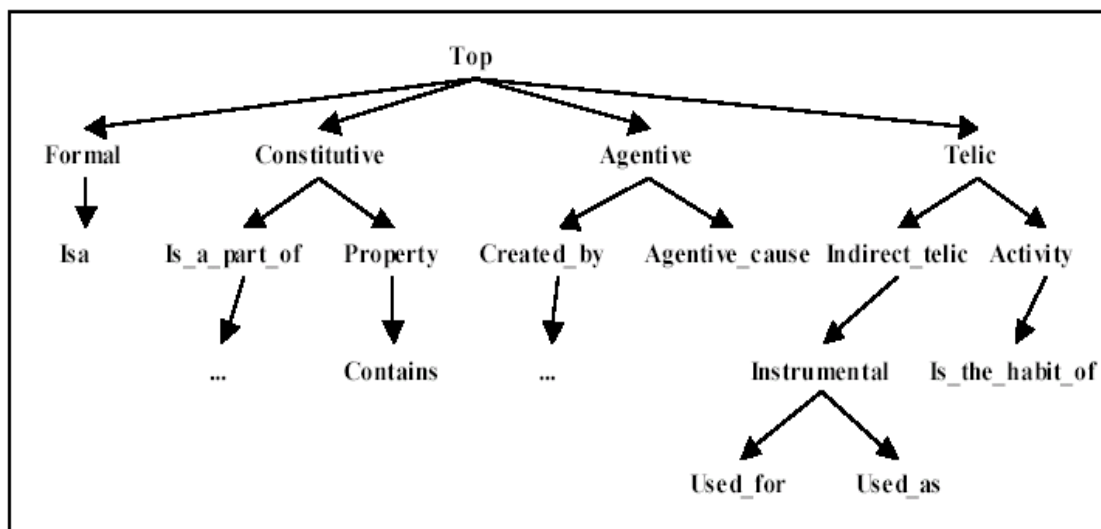 Top
Formal Constitutive Agentive Telic
Isa Is_a_part_of Property Created_by Agentive_cause Indirect_telic Activity
... Contains ... Instrumental Is_the_habit_of
Used_for Used_as